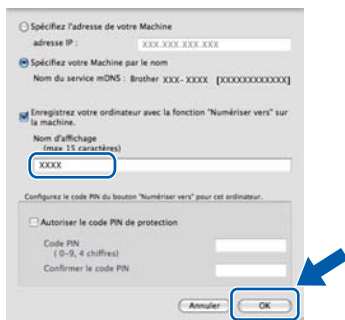 Spécifiez l'adresse de votre Machine
adresse IP : XXX.XXX.XXX.XXX
Spécifiez votre Machine par le nom
Nom du service mDNS : Brother XXX-XXXX [XXXXXXXXXXXX]
Enregistrez votre ordinateur avec la fonction "Numériser vers" sur
la machine.
Nom d'affichage
(max 15 caractères)
XXXX
Configurez le code PIN du bouton "Numériser vers" pour cet ordinateur.
Autoriser le code PIN de protection
Code PIN
( 0-9, 4 chiffres)
Confirmer le code PIN
Annuler OK